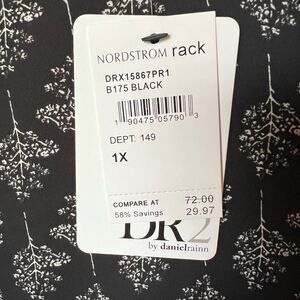 NORDSTROM rack
DRX15867PR1
B175 BLACK
1 90475 05790 3
DEPT: 149
1X
COMPARE AT 72.00
58% Savings 29.97
DR2
by danielrainn